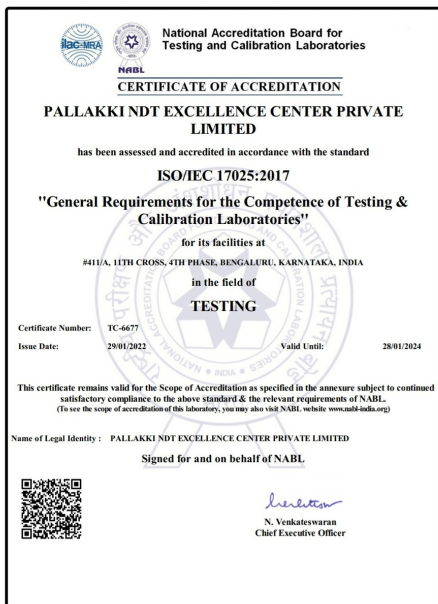 ilac-MRA
NABL
National Accreditation Board for
Testing and Calibration Laboratories
CERTIFICATE OF ACCREDITATION
PALLAKKI NDT EXCELLENCE CENTER PRIVATE
LIMITED
has been assessed and accredited in accordance with the standard
ISO/IEC 17025:2017
"General Requirements for the Competence of Testing &
Calibration Laboratories"
for its facilities at
#411/A, 11TH CROSS, 4TH PHASE, BENGALURU, KARNATAKA, INDIA
in the field of
TESTING
Certificate Number: TC-6677
Issue Date: 29/01/2022 Valid Until: 28/01/2024
This certificate remains valid for the Scope of Accreditation as specified in the annexure subject to continued
satisfactory compliance to the above standard & the relevant requirements of NABL.
(To see the scope of accreditation of this laboratory, you may also visit NABL website www.nabl-india.org)
Name of Legal Identity : PALLAKKI NDT EXCELLENCE CENTER PRIVATE LIMITED
Signed for and on behalf of NABL
N. Venkateswaran
Chief Executive Officer